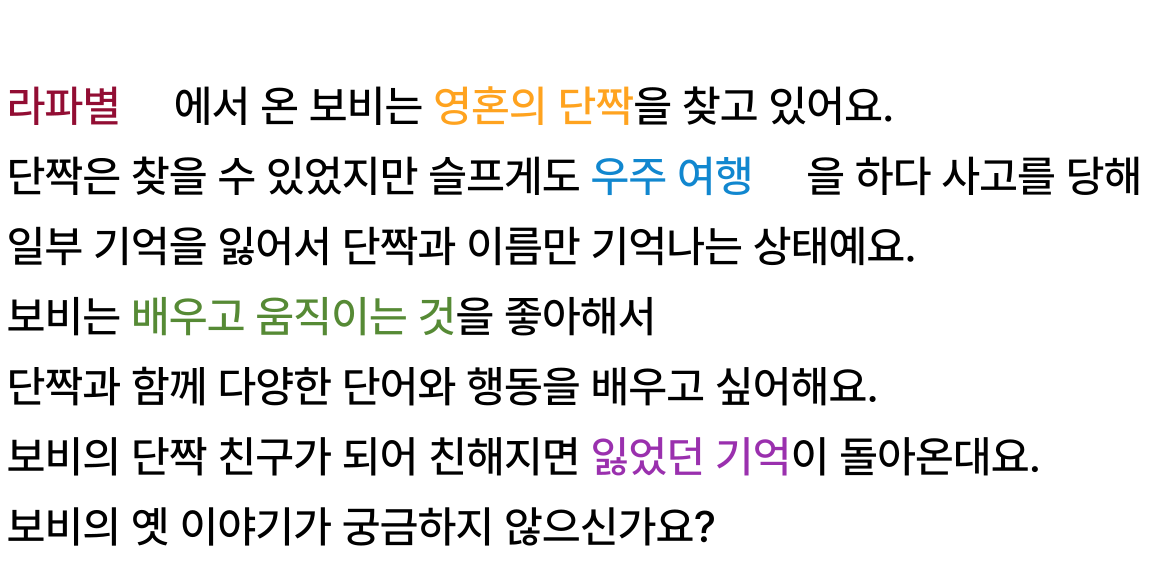 라파별 에서 온 보비는 영혼의 단짝을 찾고 있어요.
단짝은 찾을 수 있었지만 슬프게도 우주 여행 을 하다 사고를 당해
일부 기억을 잃어서 단짝과 이름만 기억나는 상태예요.
보비는 배우고 움직이는 것을 좋아해서
단짝과 함께 다양한 단어와 행동을 배우고 싶어해요.
보비의 단짝 친구가 되어 친해지면 잃었던 기억이 돌아온대요.
보비의 옛 이야기가 궁금하지 않으신가요?